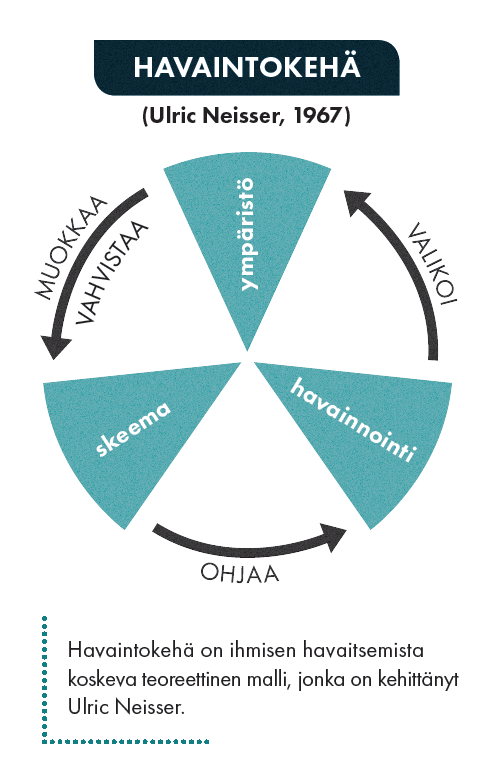 HAVAINTOKEHÄ
(Ulric Neisser, 1967)
ympäristö
MUOKKAA
VAHVISTAA
VALIKOI
skeema
havainnointi
OHJAA
Havaintokehä on ihmisen havaitsemista
koskeva teoreettinen malli, jonka on kehittänyt
Ulric Neisser.